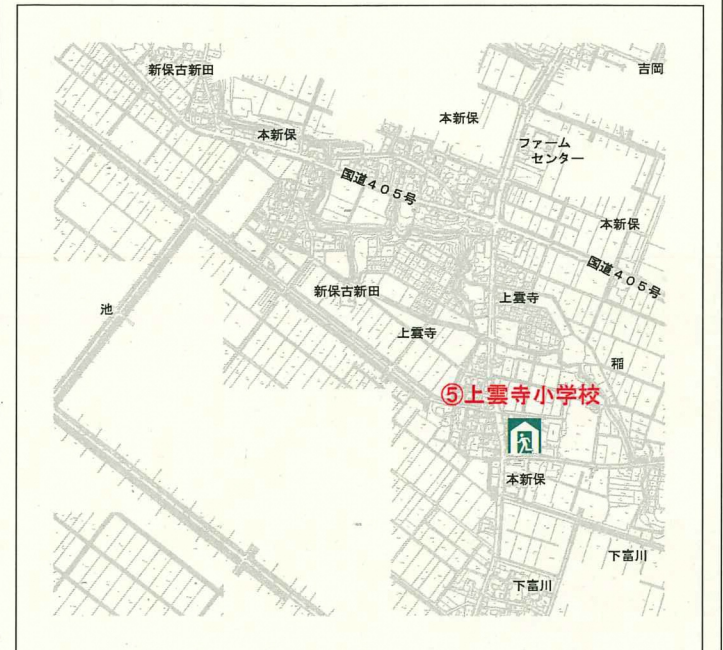 新保古新田
吉岡
本新保
本新保
ファーム
センター
国道405号
本新保
国道405号
新保古新田
上雲寺
池
上雲寺
稲
⑤上雲寺小学校
本新保
下富川
下富川